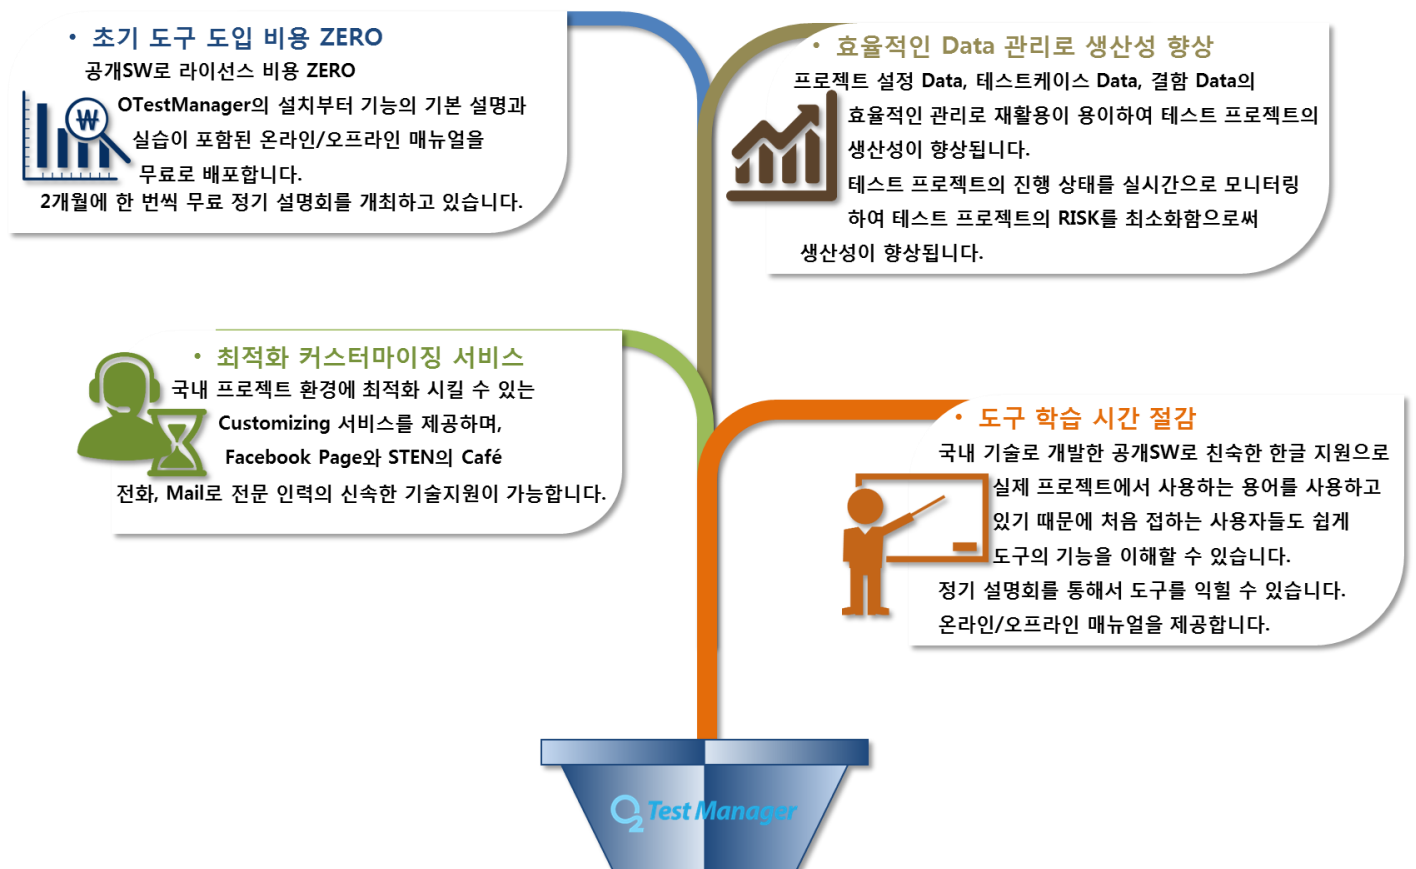 • 초기 도구 도입 비용 ZERO
공개SW로 라이선스 비용 ZERO
OTestManager의 설치부터 기능의 기본 설명과
실습이 포함된 온라인/오프라인 매뉴얼을
무료로 배포합니다.
2개월에 한 번씩 무료 정기 설명회를 개최하고 있습니다.
• 효율적인 Data 관리로 생산성 향상
프로젝트 설정 Data, 테스트케이스 Data, 결함 Data의
효율적인 관리로 재활용이 용이하여 테스트 프로젝트의
생산성이 향상됩니다.
테스트 프로젝트의 진행 상태를 실시간으로 모니터링
하여 테스트 프로젝트의 RISK를 최소화함으로써
생산성이 향상됩니다.
• 최적화 커스터마이징 서비스
국내 프로젝트 환경에 최적화 시킬 수 있는
Customizing 서비스를 제공하며,
Facebook Page와 STEN의 Café
전화, Mail로 전문 인력의 신속한 기술지원이 가능합니다.
• 도구 학습 시간 절감
국내 기술로 개발한 공개SW로 친숙한 한글 지원으로
실제 프로젝트에서 사용하는 용어를 사용하고
있기 때문에 처음 접하는 사용자들도 쉽게
도구의 기능을 이해할 수 있습니다.
정기 설명회를 통해서 도구를 익힐 수 있습니다.
온라인/오프라인 매뉴얼을 제공합니다.
O2 Test Manager